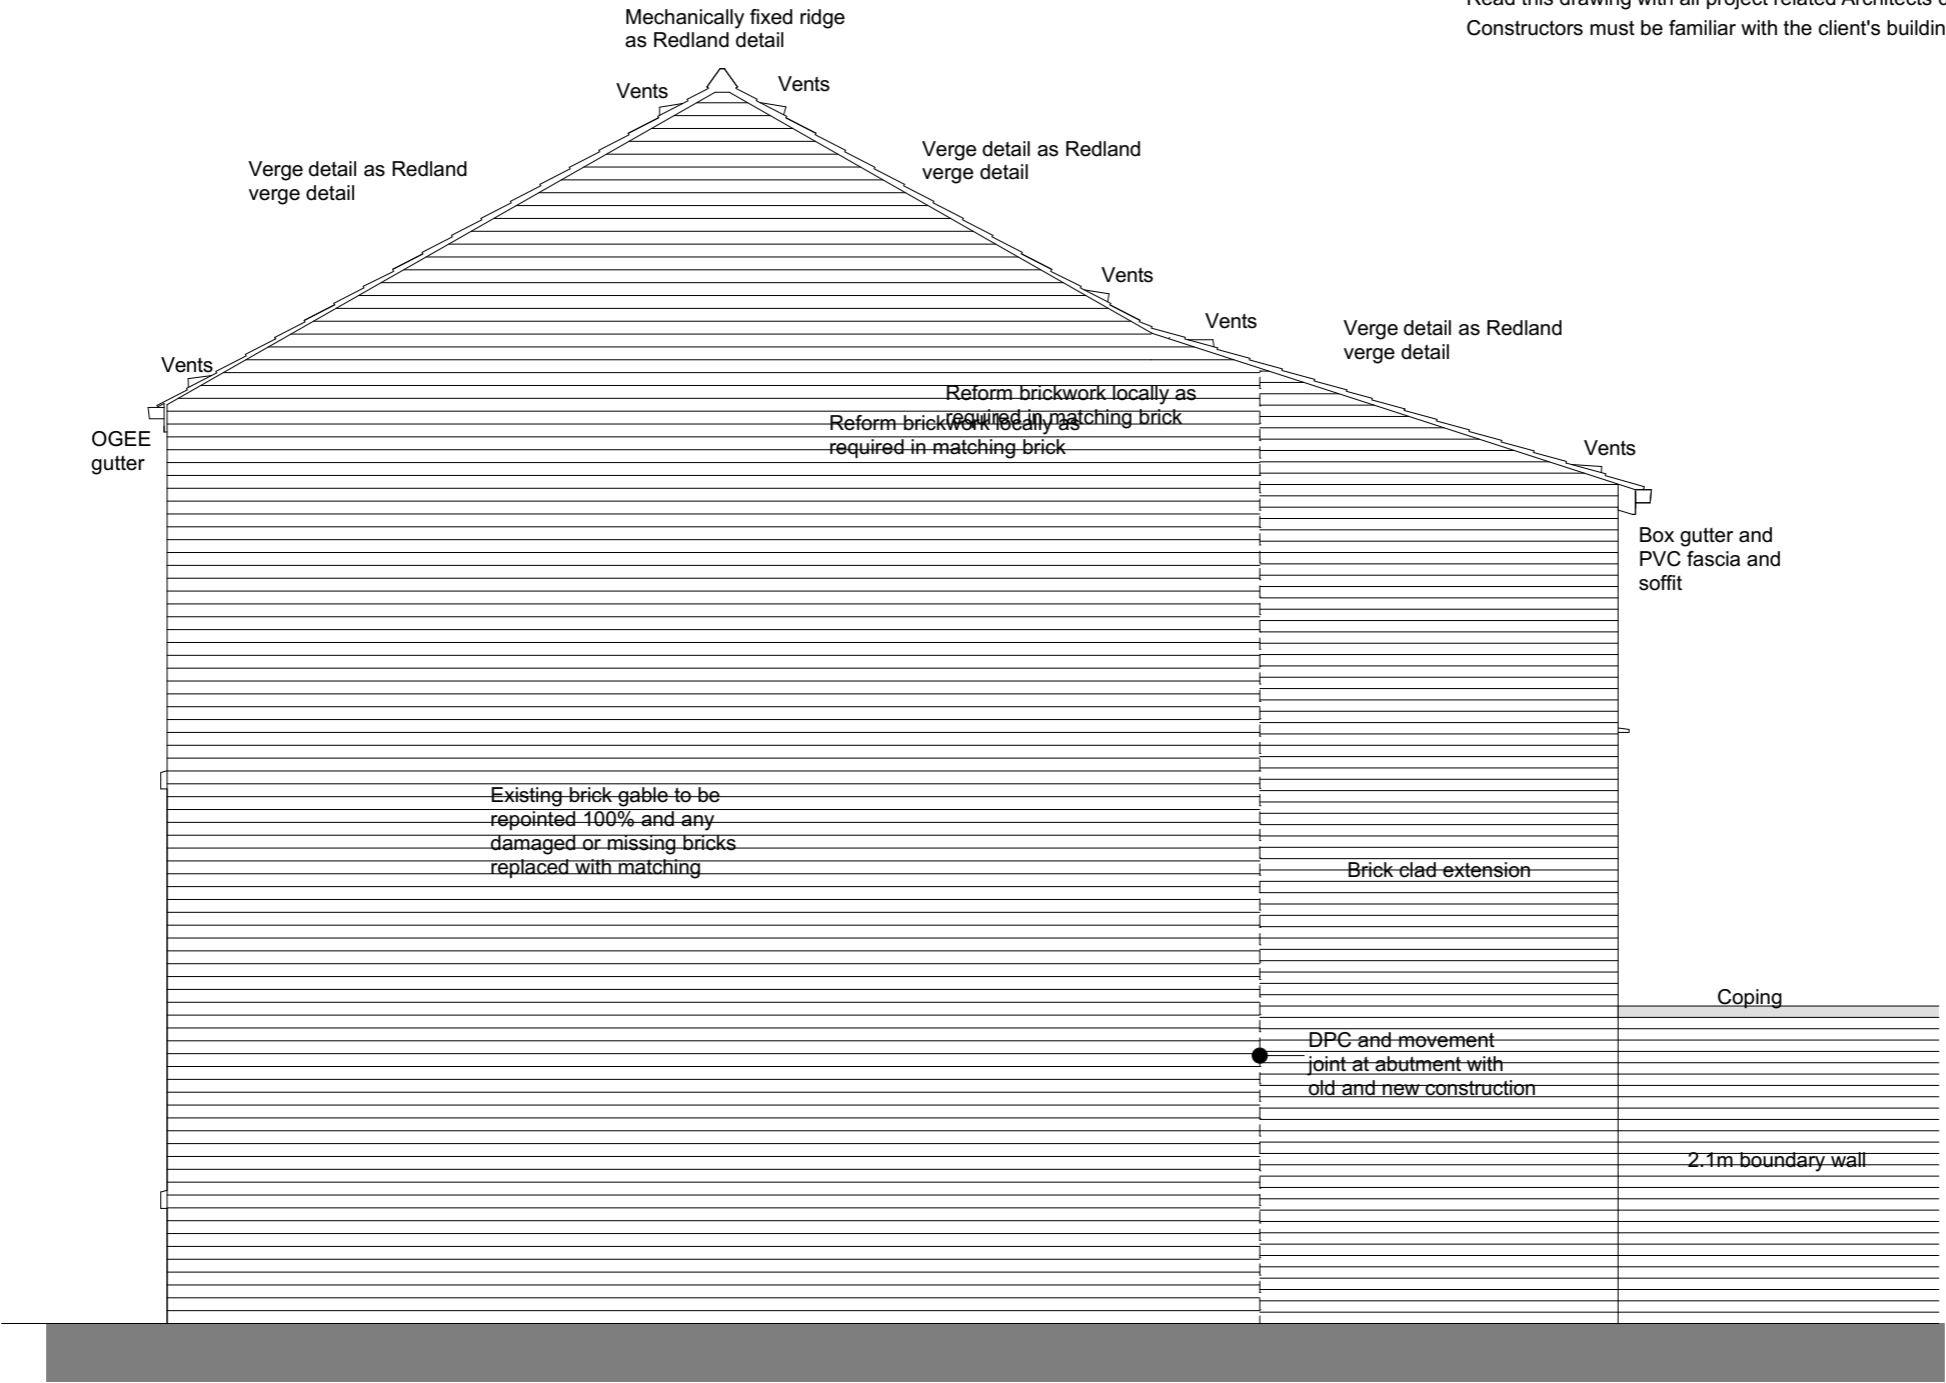 Read this drawing with all project related Architects
Constructors must be familiar with the client's
Mechanically fixed ridge
as Redland detail
Vents
Vents
Verge detail as Redland
verge detail
Verge detail as Redland
verge detail
Vents
Vents
Verge detail as Redland
verge detail
Vents
OGEE
gutter
Reform brickwork locally as
required in matching brick
Reform brickwork locally as
required in matching brick
Vents
Box gutter and
PVC fascia and
soffit
Existing brick gable to be
repointed 100% and any
damaged or missing bricks
replaced with matching
Brick clad extension
Coping
DPC and movement
joint at abutment with
old and new construction
2.1m boundary wall